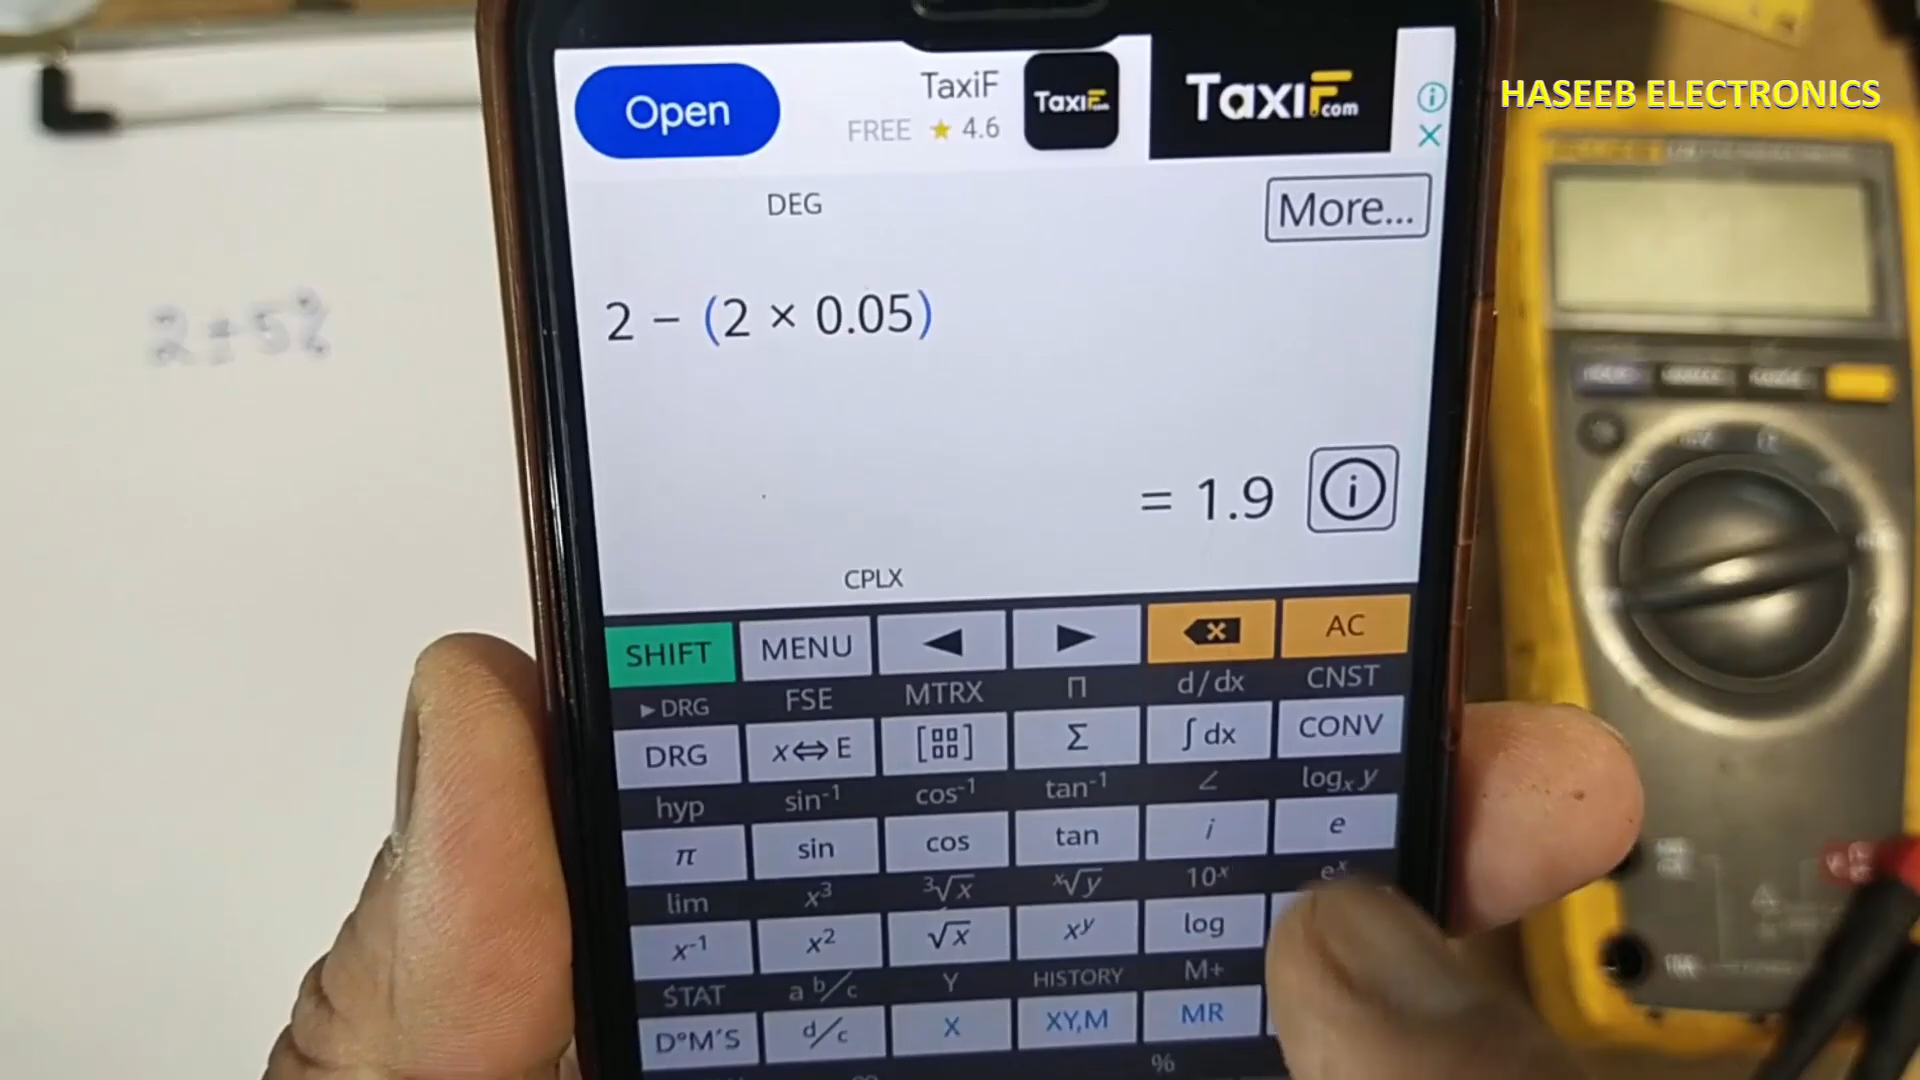 HASEEB ELECTRONICS
Open
TaxiF
FREE ★ 4.6
TaxiF
TaxiF.com
DEG
More...
2 − (2 × 0.05)
= 1.9
CPLX
2 ± 5%
SHIFT MENU ◀ ▶ AC
▶DRG FSE MTRX Π d/dx CNST
DRG x⇔E Σ ∫dx CONV
hyp sin⁻¹ cos⁻¹ tan⁻¹ ∠ logₓy
π sin cos tan i e
lim x³ ³√x ˣ√y 10ˣ eˣ
x⁻¹ x² √x xʸ log
STAT a b/c Y HISTORY M+
D°M'S d/c X XY,M MR
%